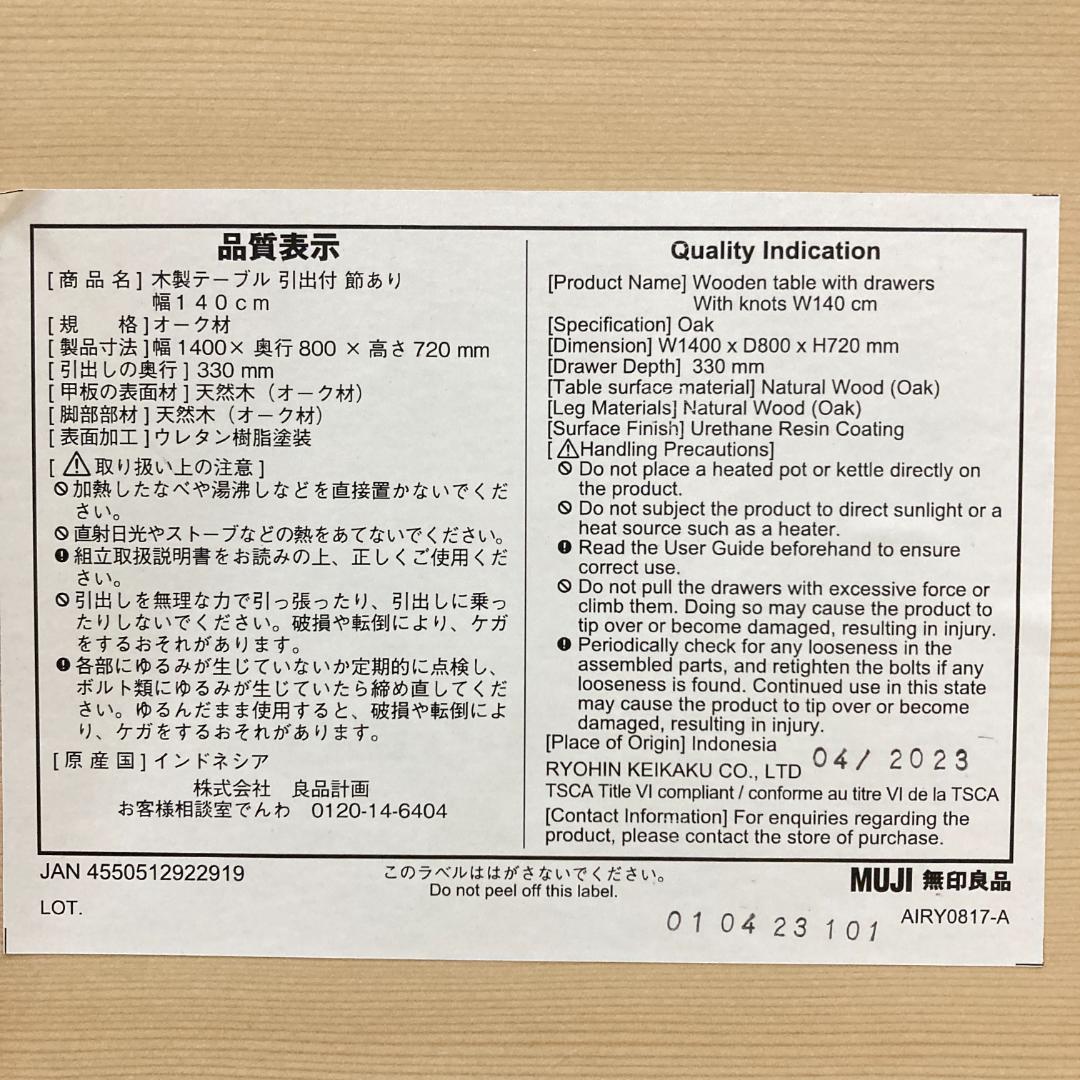 品質表示
[ 商 品 名 ] 木製テーブル 引出付 節あり
幅１４０ｃｍ
[ 規　　格 ] オーク材
[ 製品寸法 ] 幅 1400× 奥行 800 × 高さ 720 mm
[ 引出しの奥行 ] 330 mm
[ 甲板の表面材 ] 天然木（オーク材）
[ 脚部部材 ] 天然木（オーク材）
[ 表面加工 ] ウレタン樹脂塗装
[ ⚠取り扱い上の注意 ]
🛇加熱したなべや湯沸しなどを直接置かないでくだ
さい。
🛇直射日光やストーブなどの熱をあてないでください。
❗組立取扱説明書をお読みの上、正しくご使用くだ
さい。
🛇引出しを無理な力で引っ張ったり、引出しに乗っ
たりしないでください。破損や転倒により、ケガ
をするおそれがあります。
❗各部にゆるみが生じていないか定期的に点検し、
ボルト類にゆるみが生じていたら締め直してくだ
さい。ゆるんだまま使用すると、破損や転倒によ
り、ケガをするおそれがあります。
[ 原 産 国 ] インドネシア
株式会社　良品計画
お客様相談室でんわ　0120-14-6404
Quality Indication
[Product Name] Wooden table with drawers
With knots W140 cm
[Specification] Oak
[Dimension] W1400 x D800 x H720 mm
[Drawer Depth] 330 mm
[Table surface material] Natural Wood (Oak)
[Leg Materials] Natural Wood (Oak)
[Surface Finish] Urethane Resin Coating
[ ⚠Handling Precautions]
🛇 Do not place a heated pot or kettle directly on
the product.
🛇 Do not subject the product to direct sunlight or a
heat source such as a heater.
❗ Read the User Guide beforehand to ensure
correct use.
🛇 Do not pull the drawers with excessive force or
climb them. Doing so may cause the product to
tip over or become damaged, resulting in injury.
❗ Periodically check for any looseness in the
assembled parts, and retighten the bolts if any
looseness is found. Continued use in this state
may cause the product to tip over or become
damaged, resulting in injury.
[Place of Origin] Indonesia
RYOHIN KEIKAKU CO., LTD 04/ 2023
TSCA Title VI compliant / conforme au titre VI de la TSCA
[Contact Information] For enquiries regarding the
product, please contact the store of purchase.
JAN 4550512922919
このラベルははがさないでください。
Do not peel off this label.
MUJI 無印良品
LOT.
01 04 23 101
AIRY0817-A